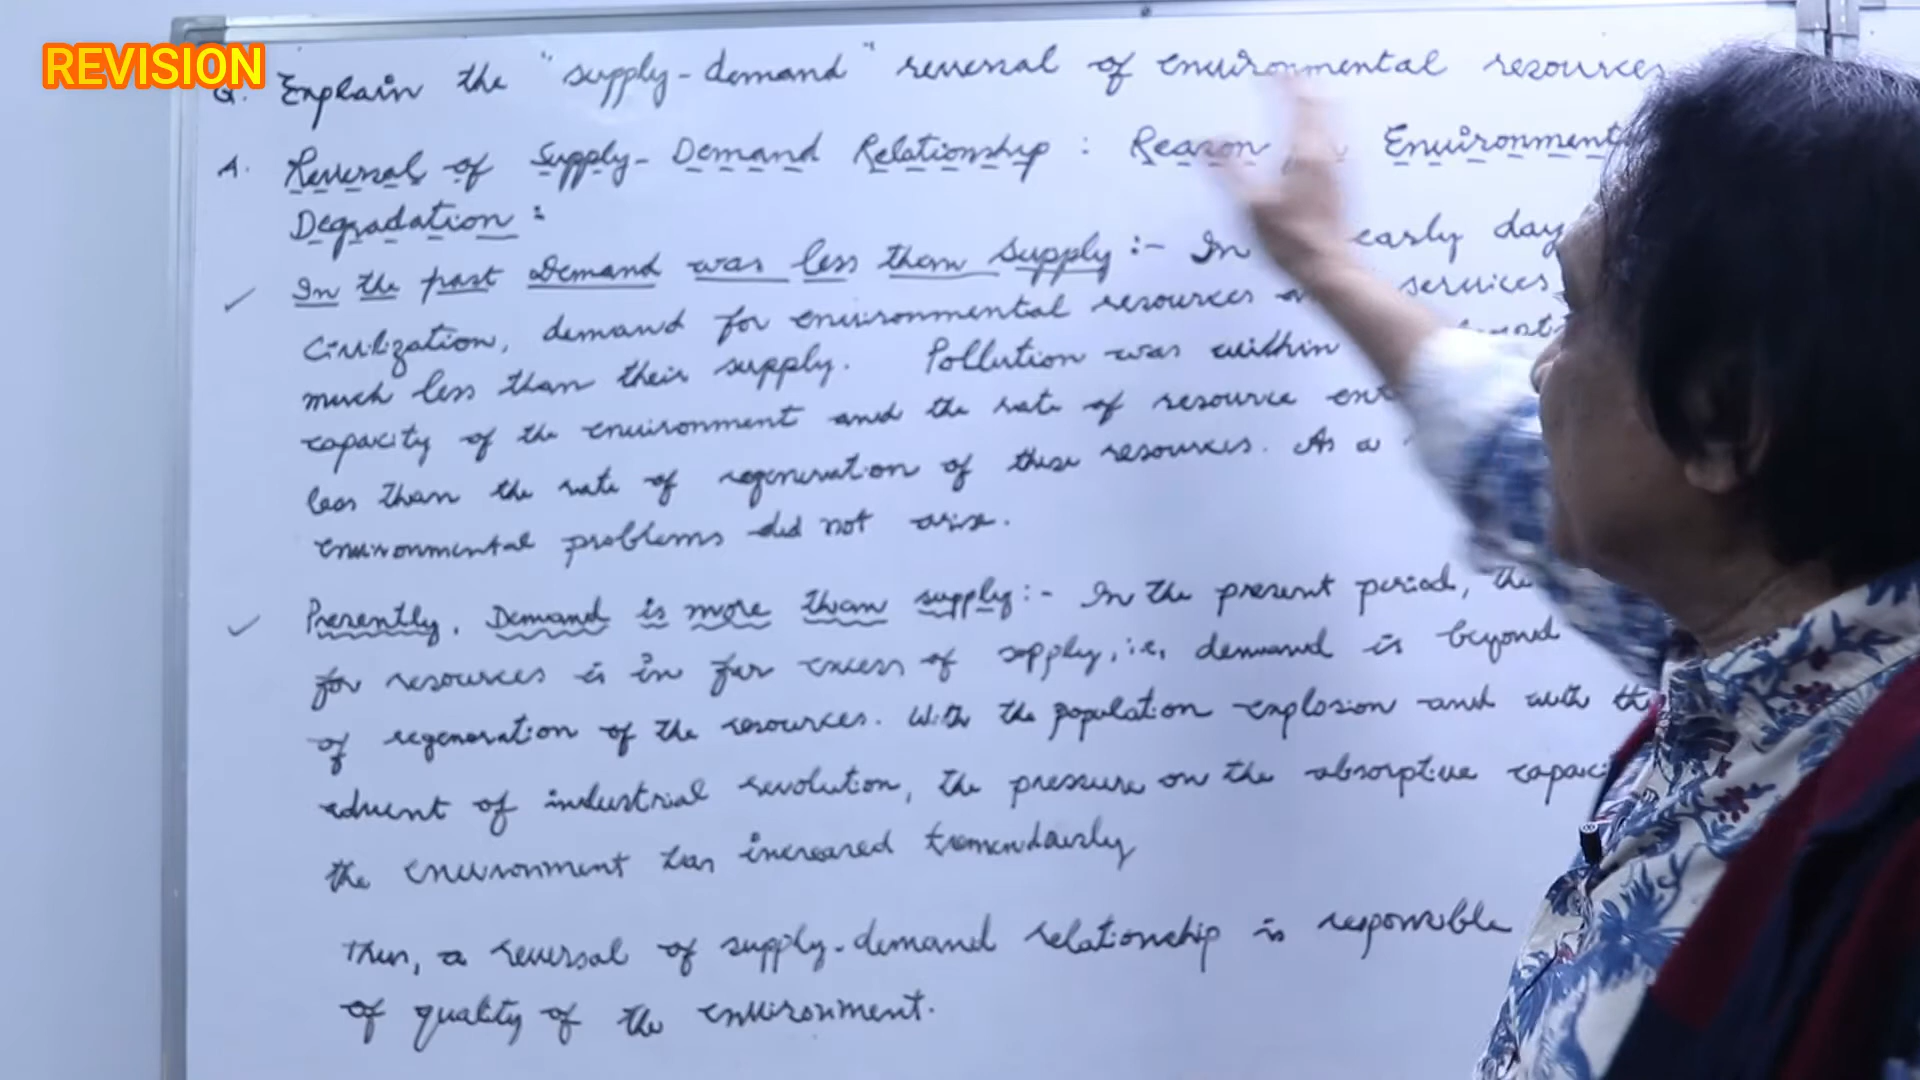 REVISION
Q. Explain the "supply-demand" reversal of environmental resources
A. Reversal of Supply-Demand Relationship : Reason Environment
Degradation :
✓ In the past Demand was less than Supply :- In early day
Civilization, demand for environmental resources services
much less than their supply. Pollution was within
capacity of the environment and the rate of resource
less than the rate of regeneration of these resources. As a
environmental problems did not arise.
✓ Presently, Demand is more than supply :- In the present period, the
for resources is in far excess of supply, i.e, demand is beyond
of regeneration of the resources. With the population explosion and with the
advent of industrial revolution, the pressure on the absorptive capaci
the environment has increased tremendously
Thus, a reversal of supply-demand relationship is responsible
of quality of the environment.